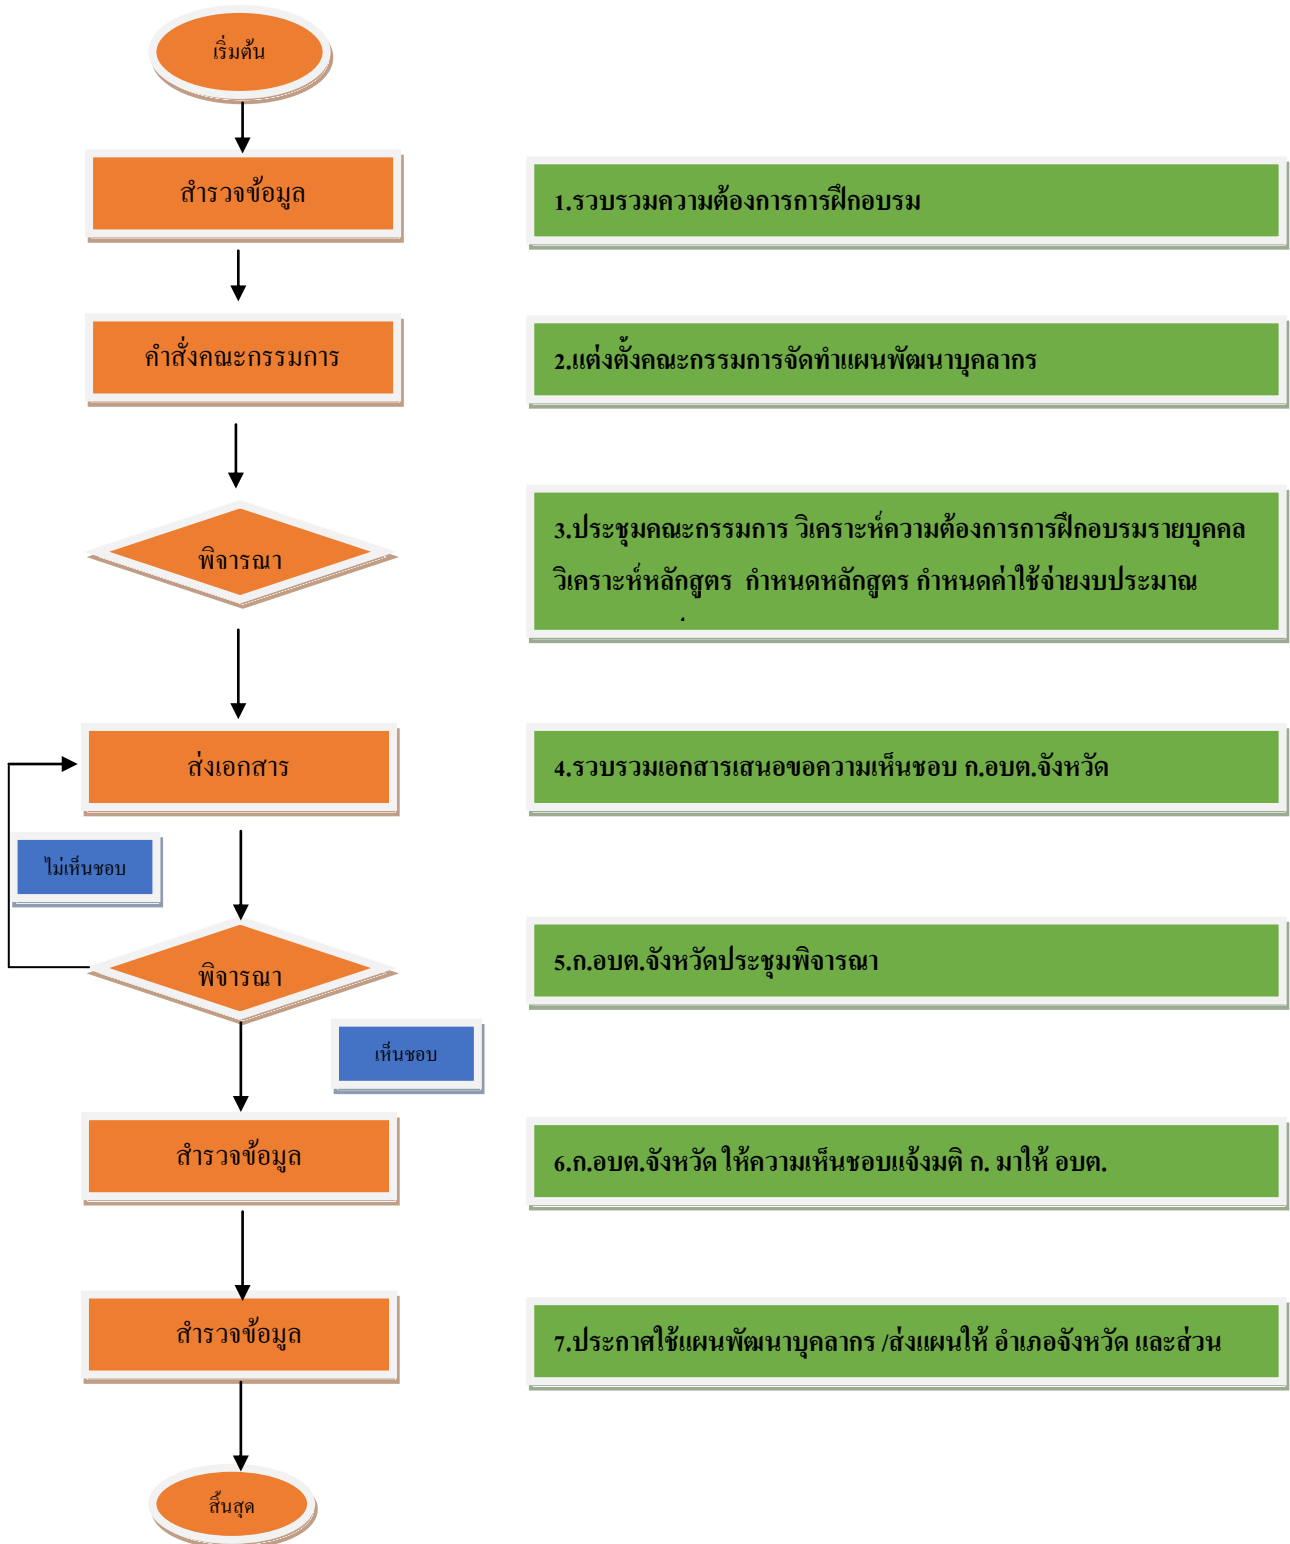 เริ่มต้น
สำรวจข้อมูล
1.รวบรวมความต้องการการฝึกอบรม
คำสั่งคณะกรรมการ
2.แต่งตั้งคณะกรรมการจัดทำแผนพัฒนาบุคลากร
พิจารณา
3.ประชุมคณะกรรมการ วิเคราะห์ความต้องการการฝึกอบรมรายบุคคล
วิเคราะห์หลักสูตร กำหนดหลักสูตร กำหนดค่าใช้จ่ายงบประมาณ
ส่งเอกสาร
4.รวบรวมเอกสารเสนอขอความเห็นชอบ ก.อบต.จังหวัด
ไม่เห็นชอบ
พิจารณา
5.ก.อบต.จังหวัดประชุมพิจารณา
เห็นชอบ
สำรวจข้อมูล
6.ก.อบต.จังหวัด ให้ความเห็นชอบแจ้งมติ ก. มาให้ อบต.
สำรวจข้อมูล
7.ประกาศใช้แผนพัฒนาบุคลากร /ส่งแผนให้ อำเภอจังหวัด และส่วน
สิ้นสุด